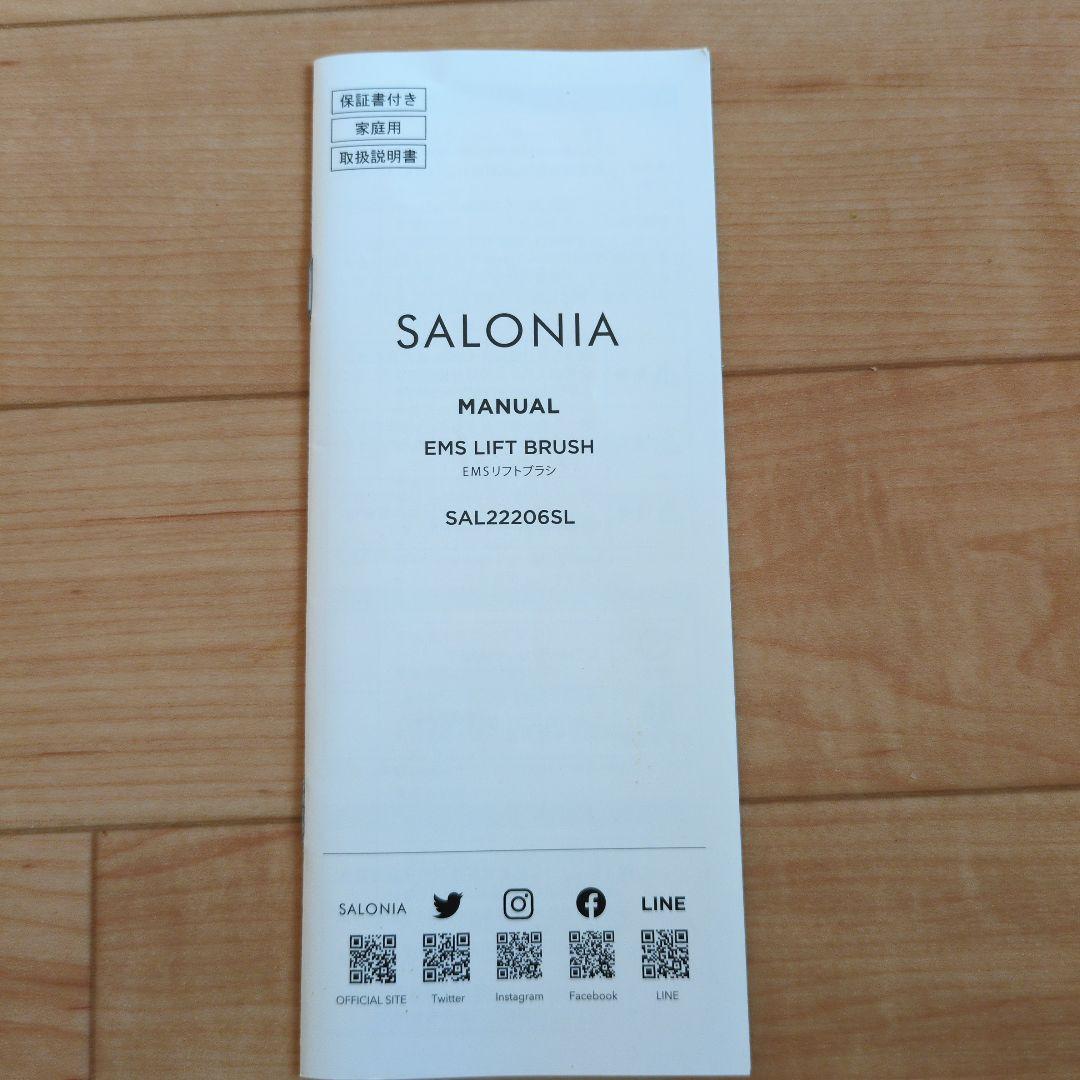 保証書付き
家庭用
取扱説明書
SALONIA
MANUAL
EMS LIFT BRUSH
EMSリフトブラシ
SAL22206SL
SALONIA
LINE
OFFICIAL SITE
Twitter
Instagram
Facebook
LINE